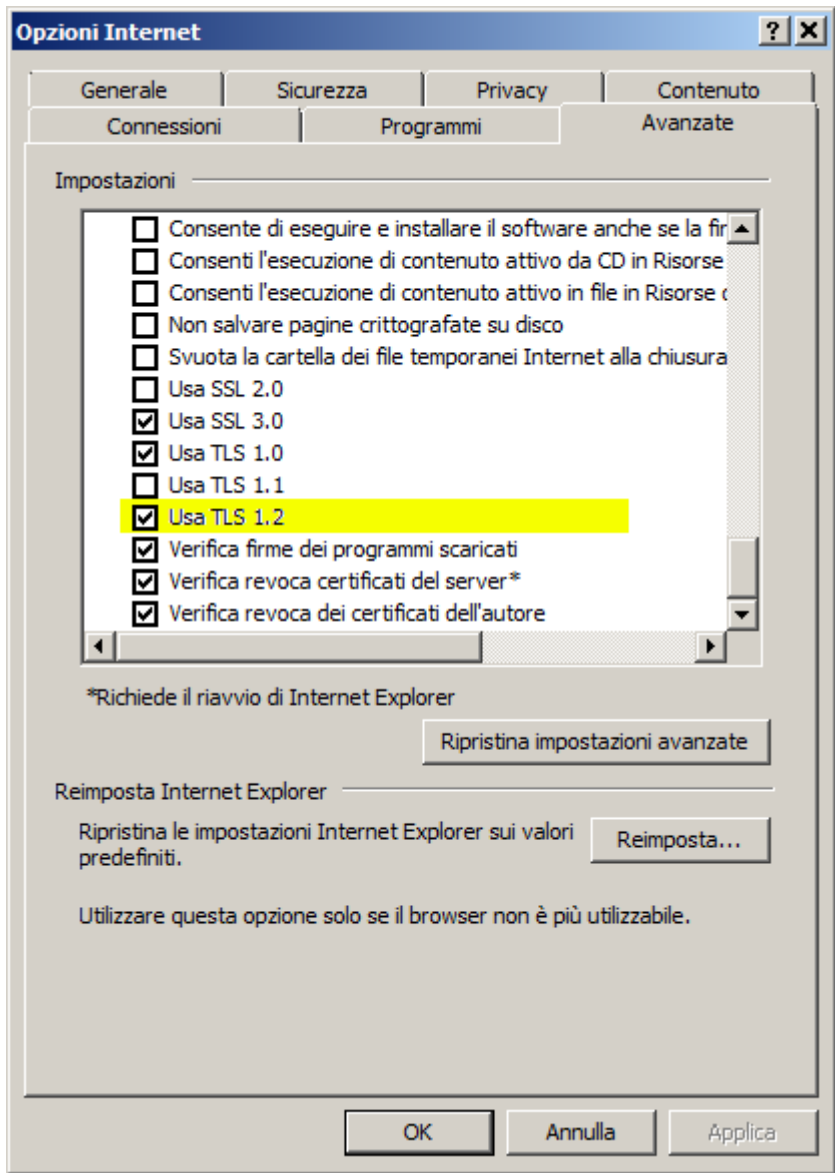 Opzioni Internet
Generale Sicurezza Privacy Contenuto
Connessioni Programmi Avanzate
Impostazioni
Consente di eseguire e installare il software anche se la fir
Consenti l'esecuzione di contenuto attivo da CD in Risorse
Consenti l'esecuzione di contenuto attivo in file in Risorse
Non salvare pagine crittografate su disco
Svuota la cartella dei file temporanei Internet alla chiusura
Usa SSL 2.0
Usa SSL 3.0
Usa TLS 1.0
Usa TLS 1.1
Usa TLS 1.2
Verifica firme dei programmi scaricati
Verifica revoca certificati del server*
Verifica revoca dei certificati dell'autore
*Richiede il riavvio di Internet Explorer
Ripristina impostazioni avanzate
Reimposta Internet Explorer
Ripristina le impostazioni Internet Explorer sui valori
predefiniti.
Reimposta...
Utilizzare questa opzione solo se il browser non è più utilizzabile.
OK Annulla Applica